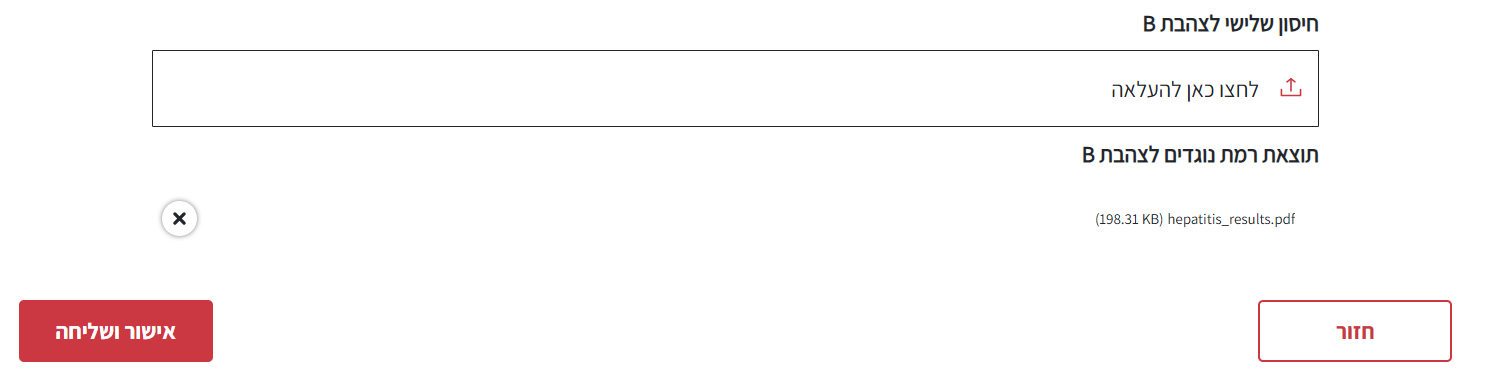 חיסון שלישי לצהבת B
לחצו כאן להעלאה
תוצאת רמת נוגדים לצהבת B
hepatitis_results.pdf (198.31 KB)
חזור
אישור ושליחה